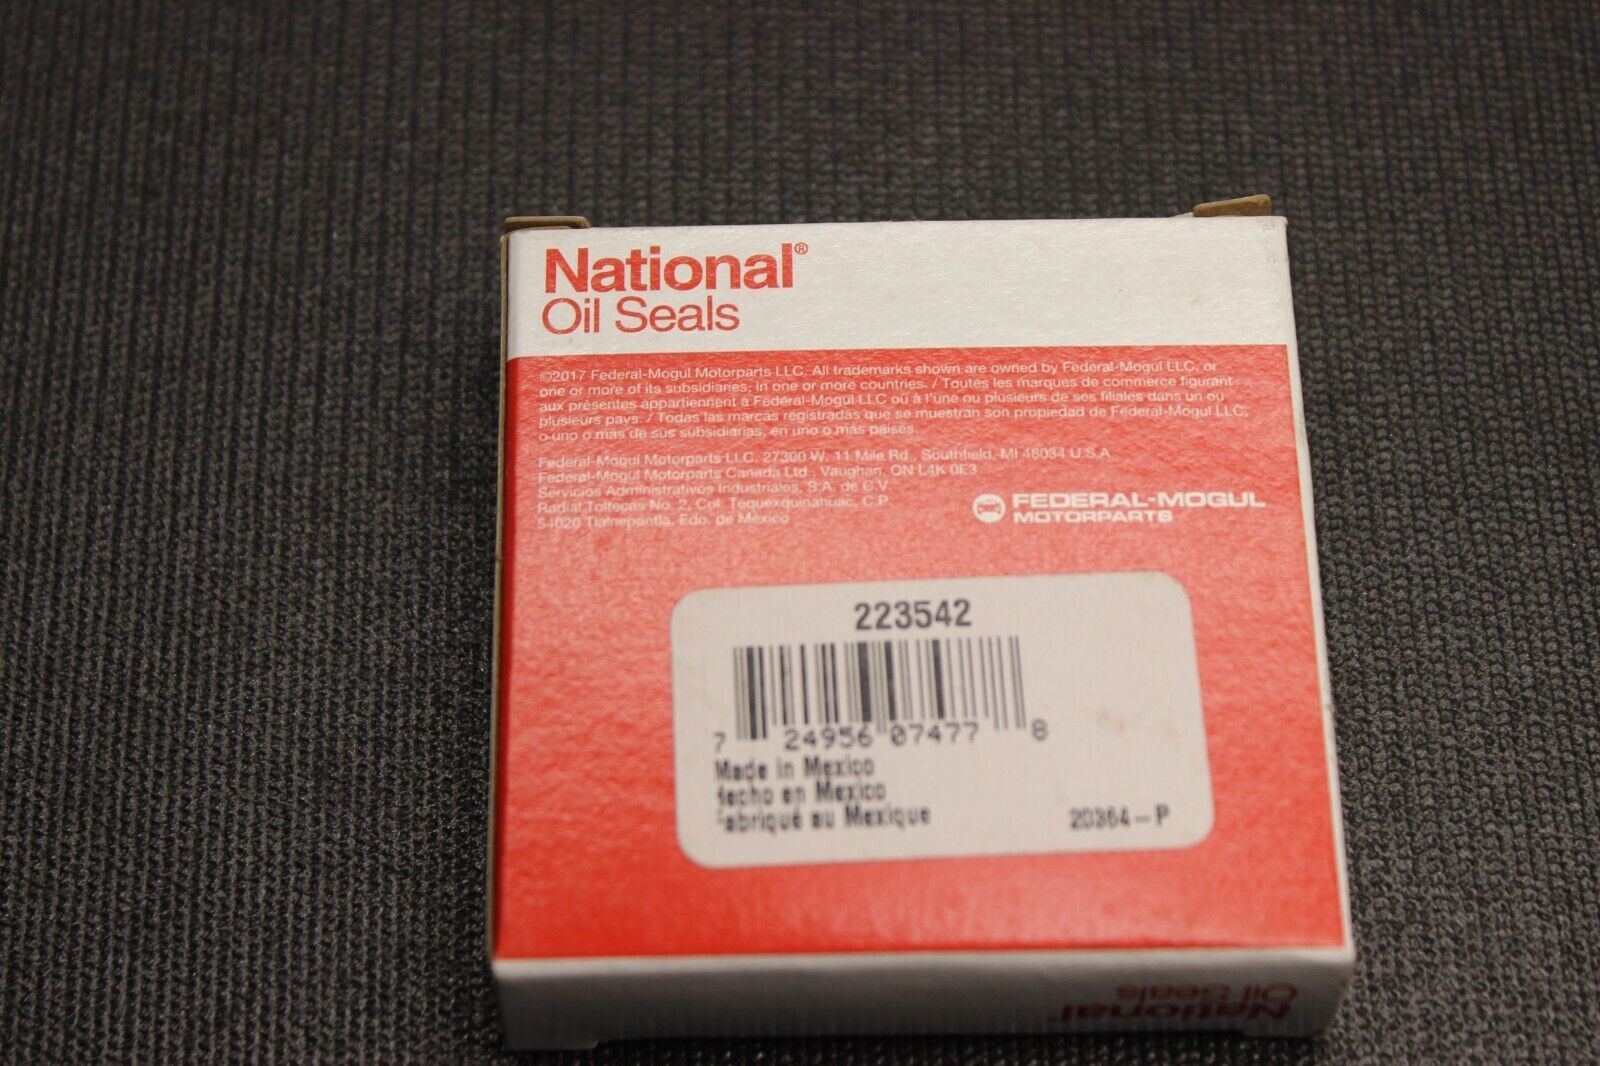 National®
Oil Seals
©2017 Federal-Mogul Motorparts LLC. All trademarks shown are owned by Federal-Mogul LLC, or
one or more of its subsidiaries, in one or more countries. / Toutes les marques de commerce figurant
aux présentes appartiennent à Federal-Mogul LLC ou à l'une ou plusieurs de ses filiales dans un ou
plusieurs pays. / Todas las marcas registradas que se muestran son propiedad de Federal-Mogul LLC,
o uno o más de sus subsidiarias, en uno o más países.
Federal-Mogul Motorparts LLC. 27300 W. 11 Mile Rd., Southfield, MI 48034 U.S.A.
Federal-Mogul Motorparts Canada Ltd., Vaughan, ON L4K 0E3
Servicios Administrativos Industriales, S.A. de C.V.
Radial Toltecas No. 2, Col. Tequexquinahuac, C.P.
54020 Tlalnepantla, Edo. de México
FEDERAL-MOGUL
MOTORPARTS
223542
7 24956 07477 8
Made in Mexico
Hecho en Mexico
Fabriqué au Mexique
20364-P
National®
Oil Seals